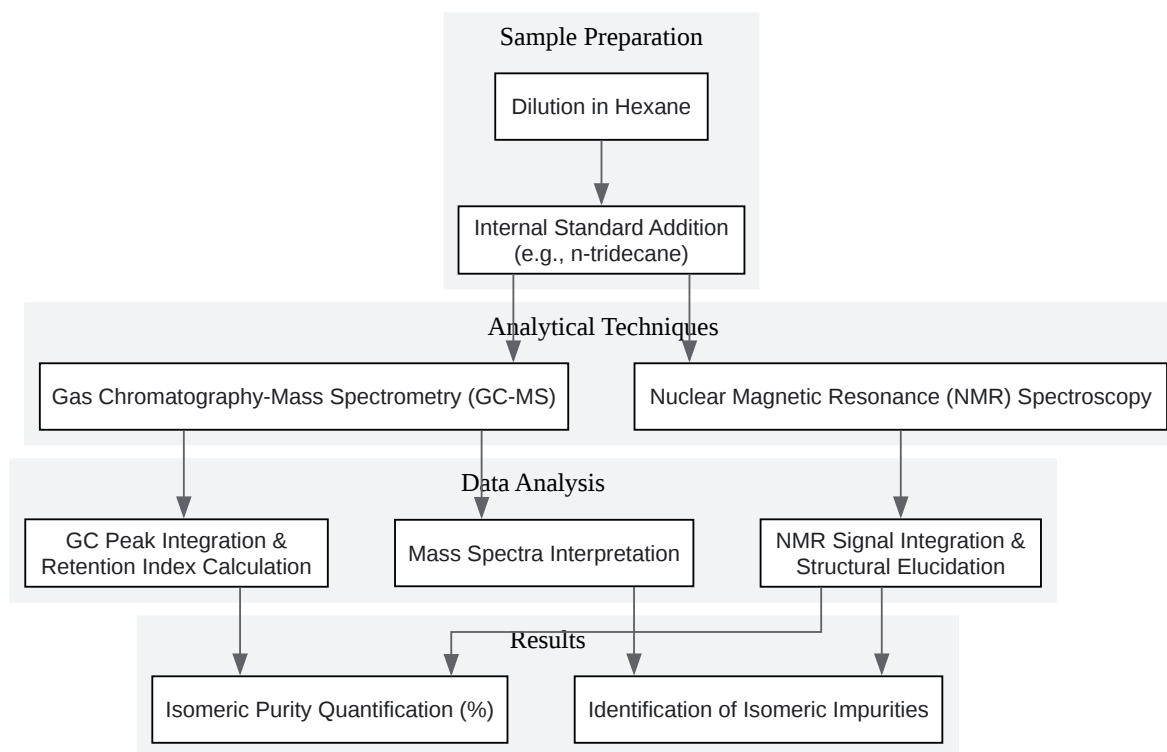 Sample Preparation
Dilution in Hexane
Internal Standard Addition
(e.g., n-tridecane)
Analytical Techniques
Gas Chromatography-Mass Spectrometry (GC-MS)
Nuclear Magnetic Resonance (NMR) Spectroscopy
Data Analysis
GC Peak Integration &
Retention Index Calculation
Mass Spectra Interpretation
NMR Signal Integration &
Structural Elucidation
Results
Isomeric Purity Quantification (%)
Identification of Isomeric Impurities